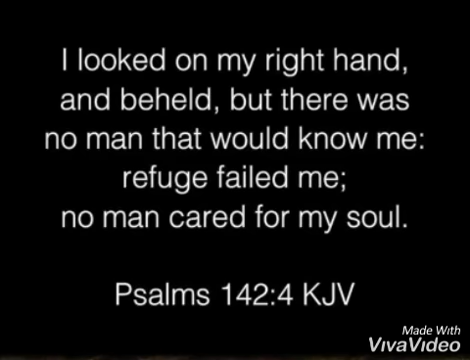 I looked on my right hand,
and beheld, but there was
no man that would know me:
refuge failed me;
no man cared for my soul.
Psalms 142:4 KJV
Made With
VivaVideo